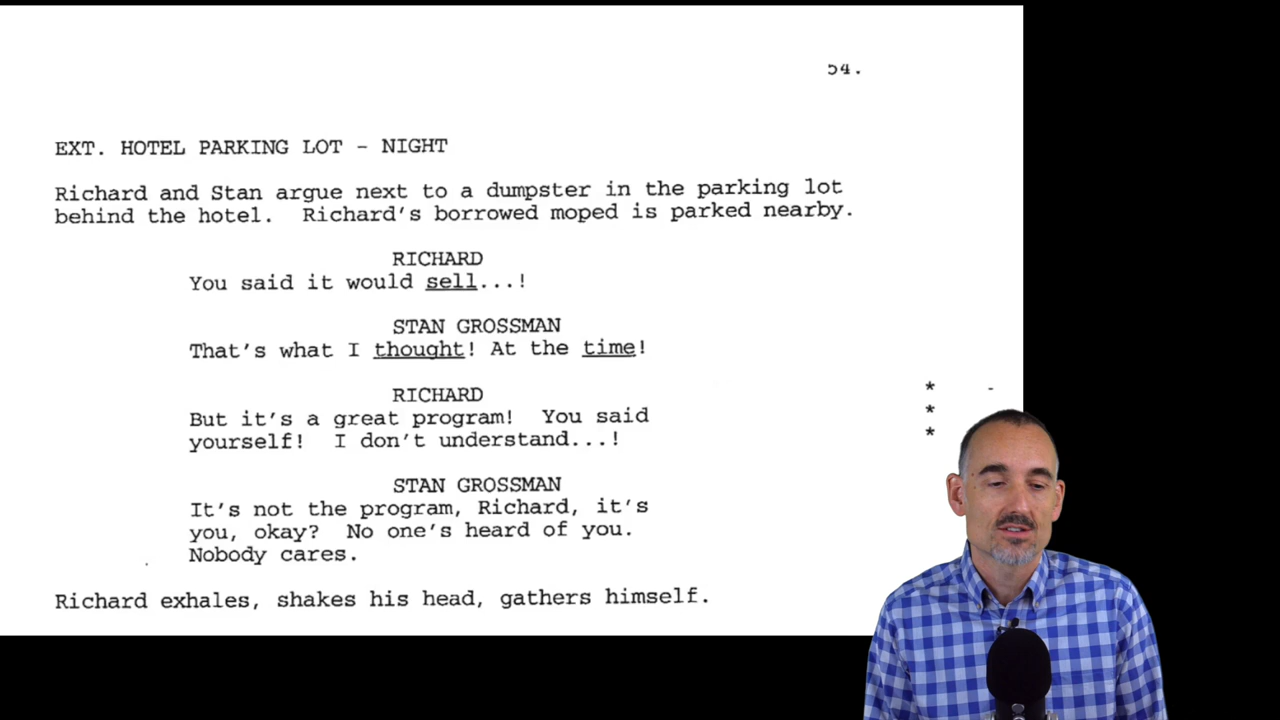 54.
EXT. HOTEL PARKING LOT - NIGHT
Richard and Stan argue next to a dumpster in the parking lot
behind the hotel.  Richard's borrowed moped is parked nearby.
RICHARD
You said it would sell...!
STAN GROSSMAN
That's what I thought! At the time!
RICHARD
*
But it's a great program!  You said
*
yourself!  I don't understand...!
*
STAN GROSSMAN
It's not the program, Richard, it's
you, okay?  No one's heard of you.
Nobody cares.
Richard exhales, shakes his head, gathers himself.